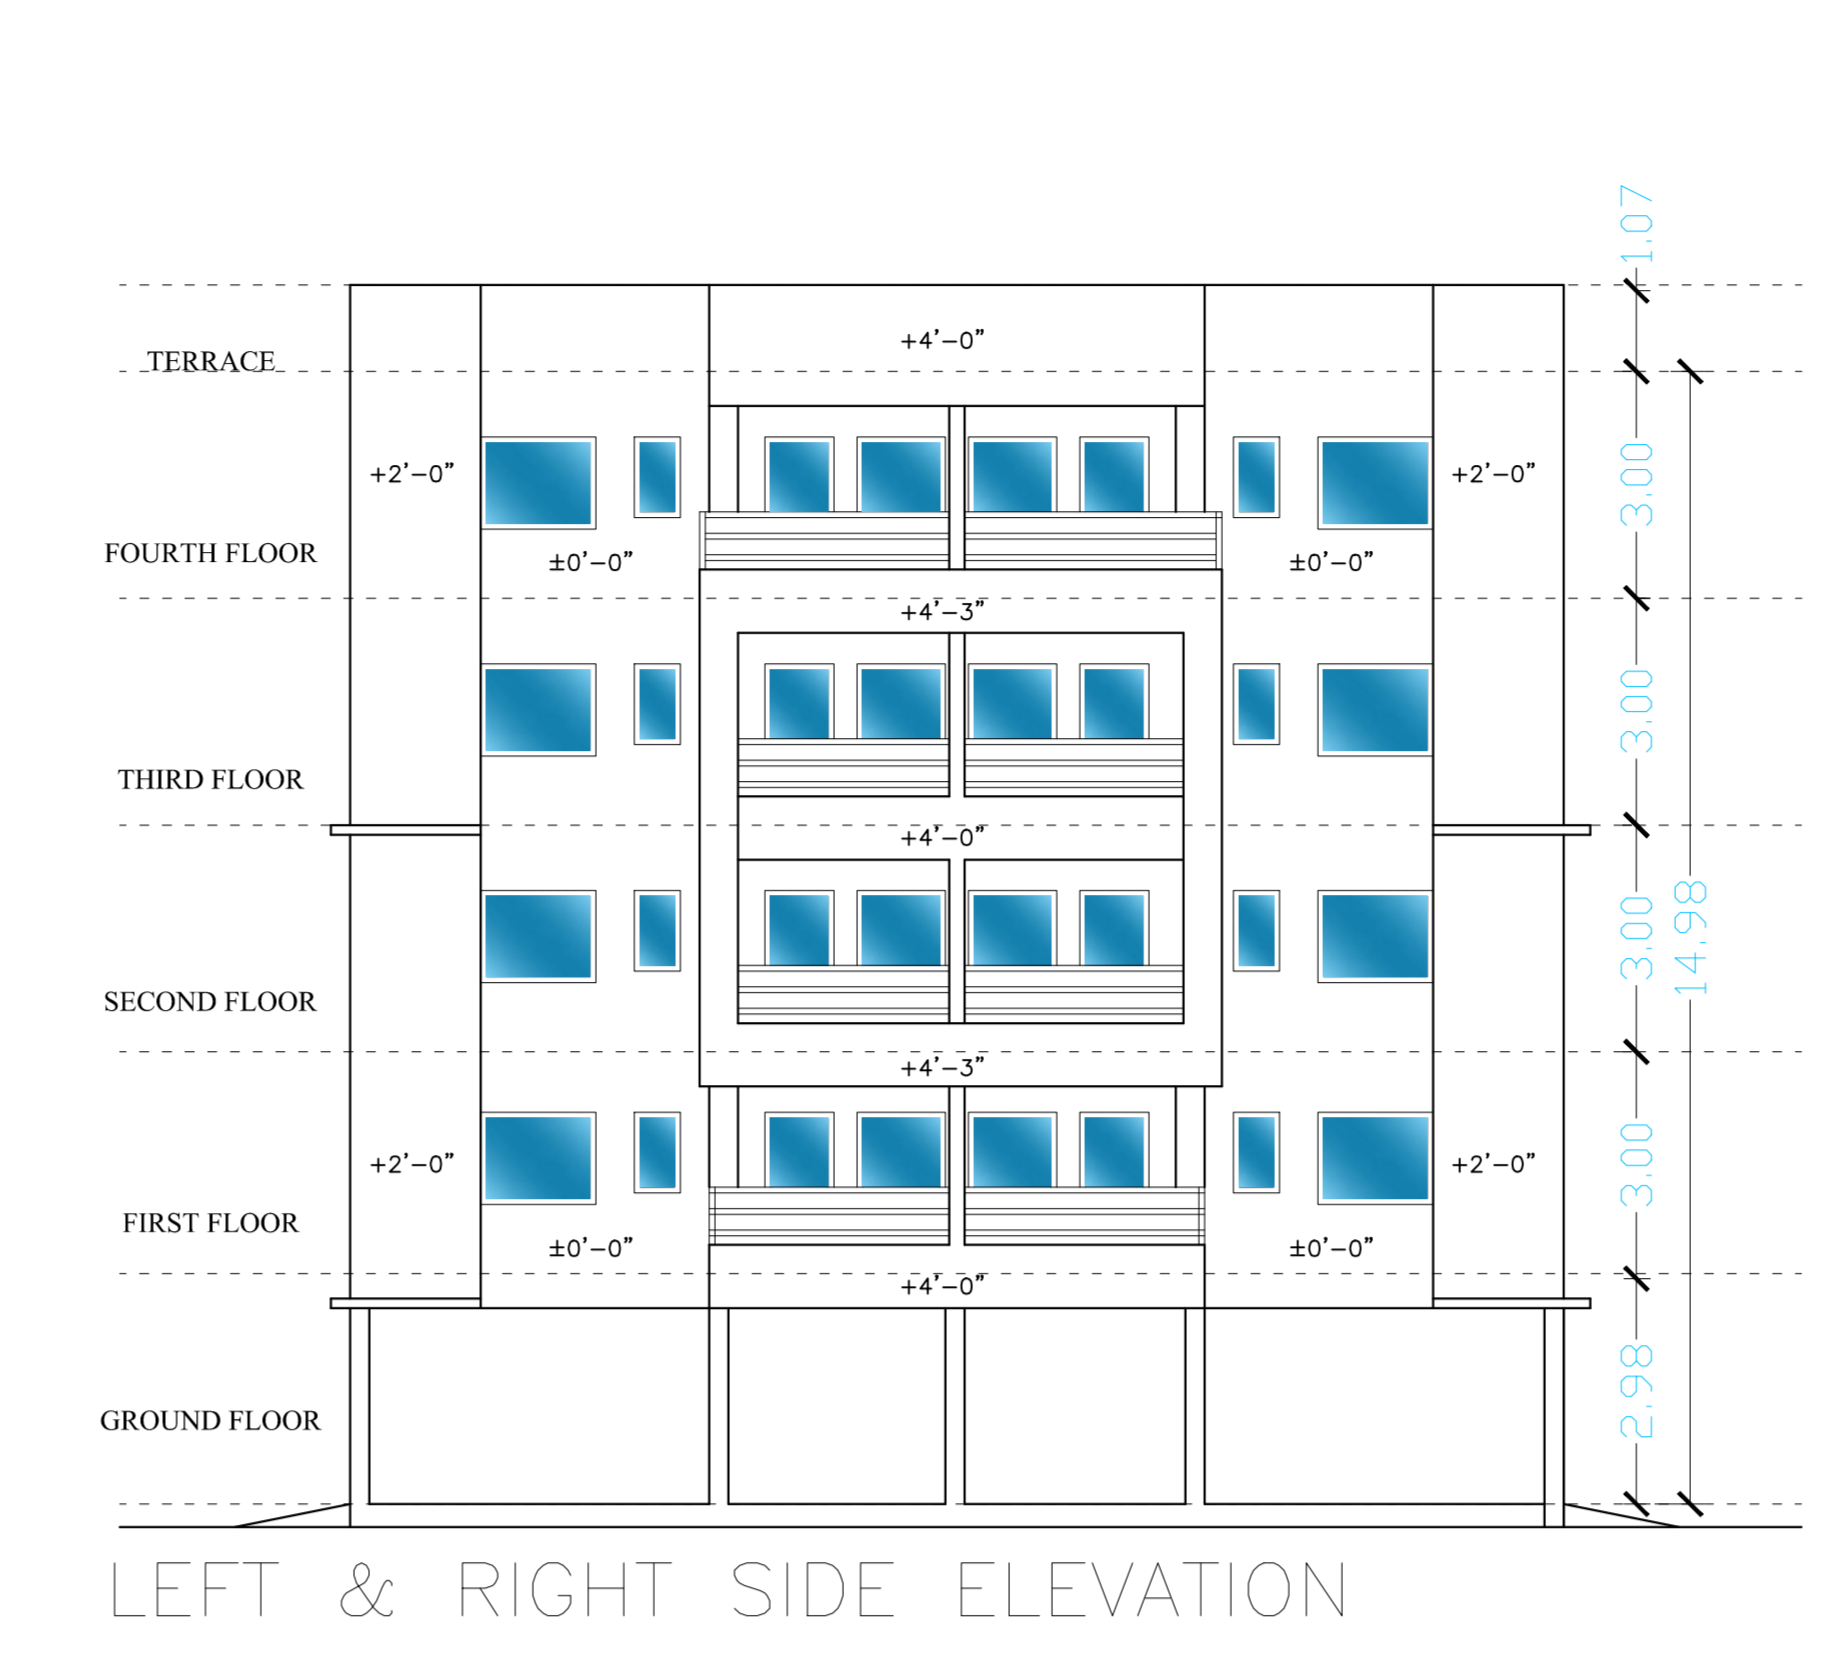 1.07
+4’–0”
TERRACE
+2’–0”
+2’–0”
3.00
FOURTH FLOOR
±0’–0”
±0’–0”
+4’–3”
3.00
THIRD FLOOR
+4’–0”
3.00
14.98
SECOND FLOOR
+4’–3”
+2’–0”
+2’–0”
3.00
FIRST FLOOR
±0’–0”
±0’–0”
+4’–0”
2.98
GROUND FLOOR
LEFT & RIGHT SIDE ELEVATION